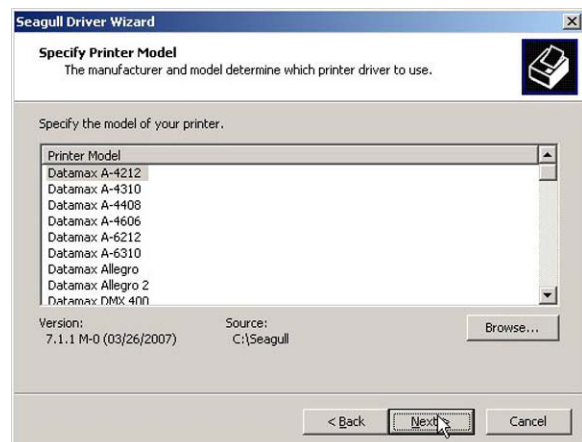 Seagull Driver Wizard
Specify Printer Model
The manufacturer and model determine which printer driver to use.
Specify the model of your printer.
Printer Model
Datamax A-4212
Datamax A-4310
Datamax A-4408
Datamax A-4606
Datamax A-6212
Datamax A-6310
Datamax Allegro
Datamax Allegro 2
Datamax DMX 400
Version: Source:
7.1.1 M-0 (03/26/2007) C:\Seagull
Browse...
< Back Next > Cancel